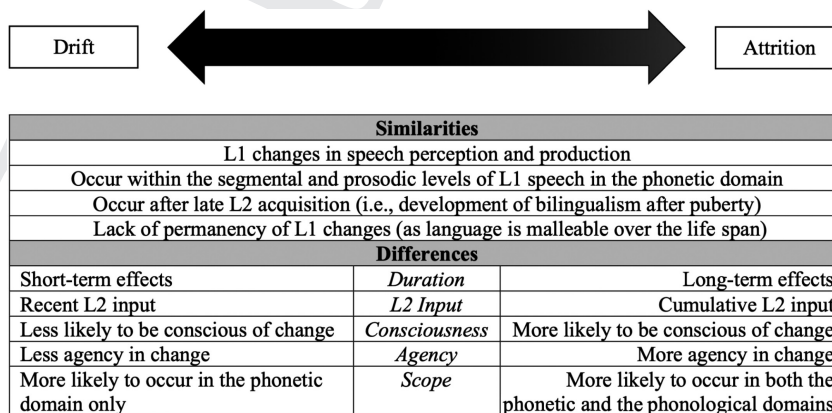 Drift
Attrition
Similarities
L1 changes in speech perception and production
Occur within the segmental and prosodic levels of L1 speech in the phonetic domain
Occur after late L2 acquisition (i.e., development of bilingualism after puberty)
Lack of permanency of L1 changes (as language is malleable over the life span)
Differences
Short-term effects Duration Long-term effects
Recent L2 input L2 Input Cumulative L2 input
Less likely to be conscious of change Consciousness More likely to be conscious of change
Less agency in change Agency More agency in change
More likely to occur in the phonetic Scope More likely to occur in both the
domain only phonetic and the phonological domains